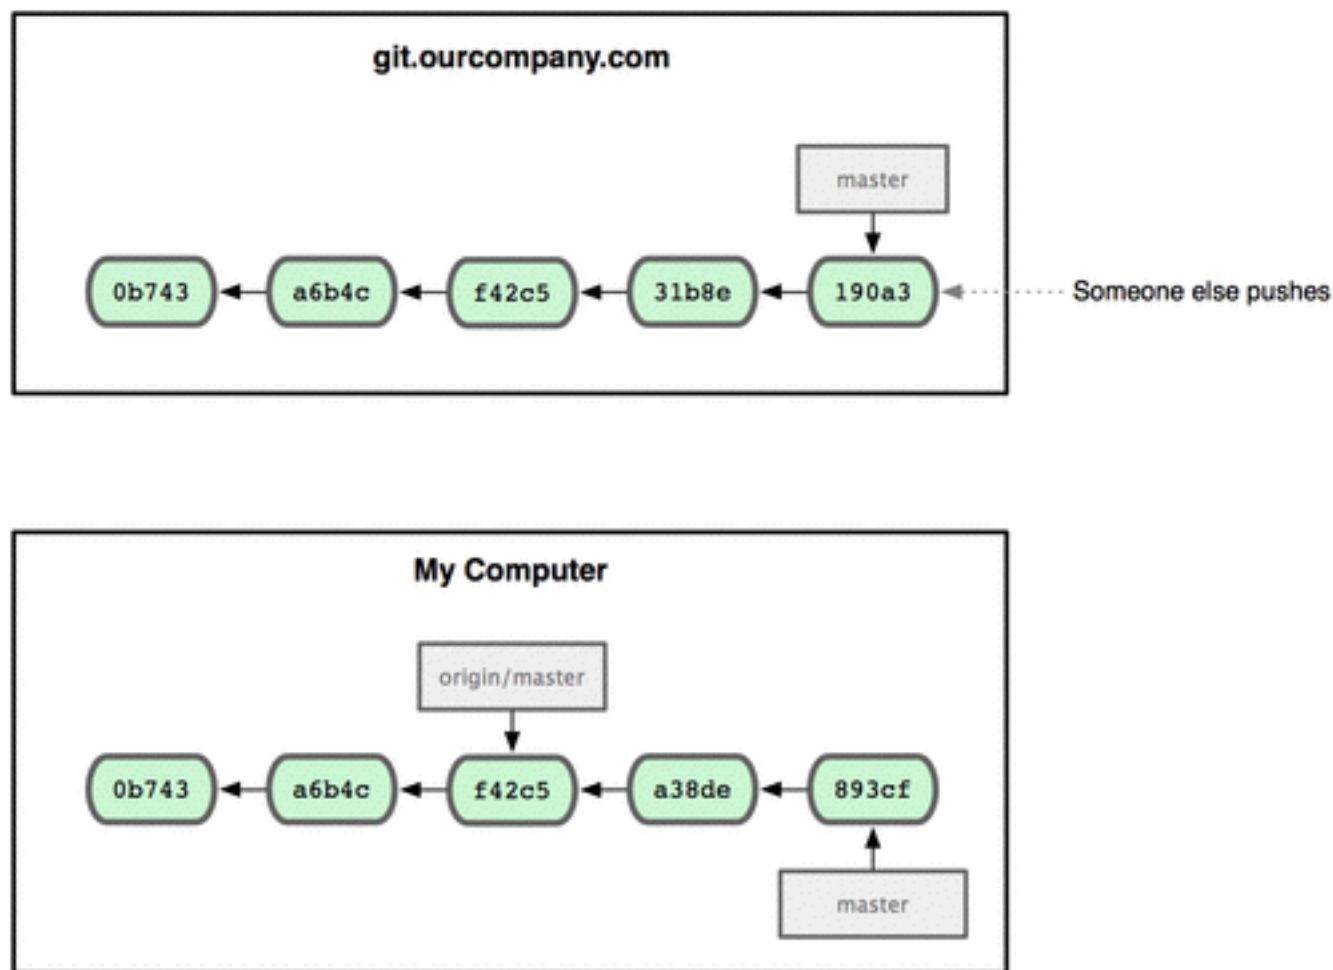 git.ourcompany.com
master
0b743 a6b4c f42c5 31b8e 190a3 Someone else pushes
My Computer
origin/master
0b743 a6b4c f42c5 a38de 893cf
master